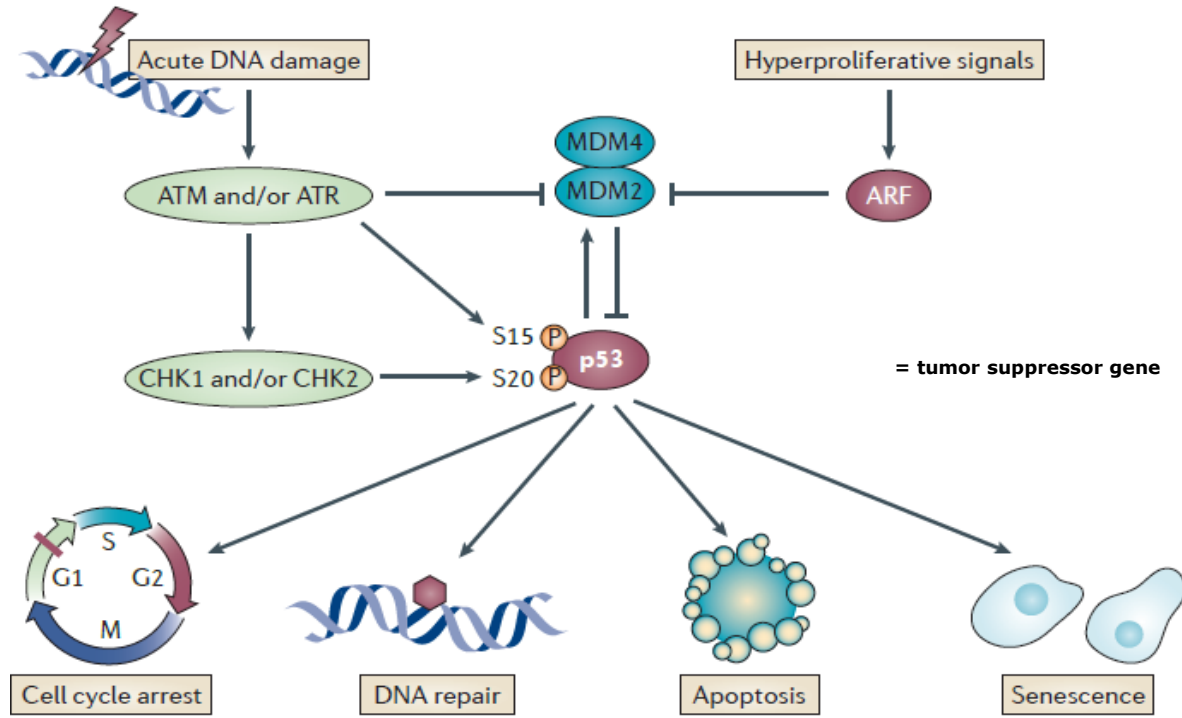 Acute DNA damage
Hyperproliferative signals
MDM4
ATM and/or ATR
MDM2
ARF
S15 P
p53
S20 P
CHK1 and/or CHK2
= tumor suppressor gene
S
G1
G2
M
Cell cycle arrest
DNA repair
Apoptosis
Senescence